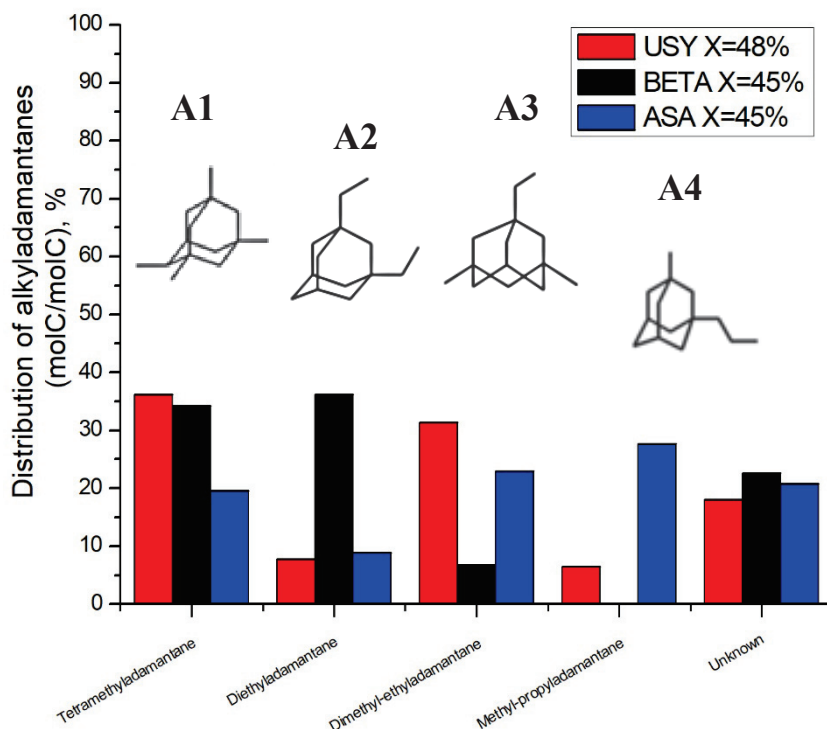 Distribution of alkyladamantanes
(molC/molC), %
100
90
80
70
60
50
40
30
20
10
0
USY X=48%
BETA X=45%
ASA X=45%
A1
A2
A3
A4
Tetramethyladamantane
Diethyladamantane
Dimethyl-ethyladamantane
Methyl-propyladamantane
Unknown